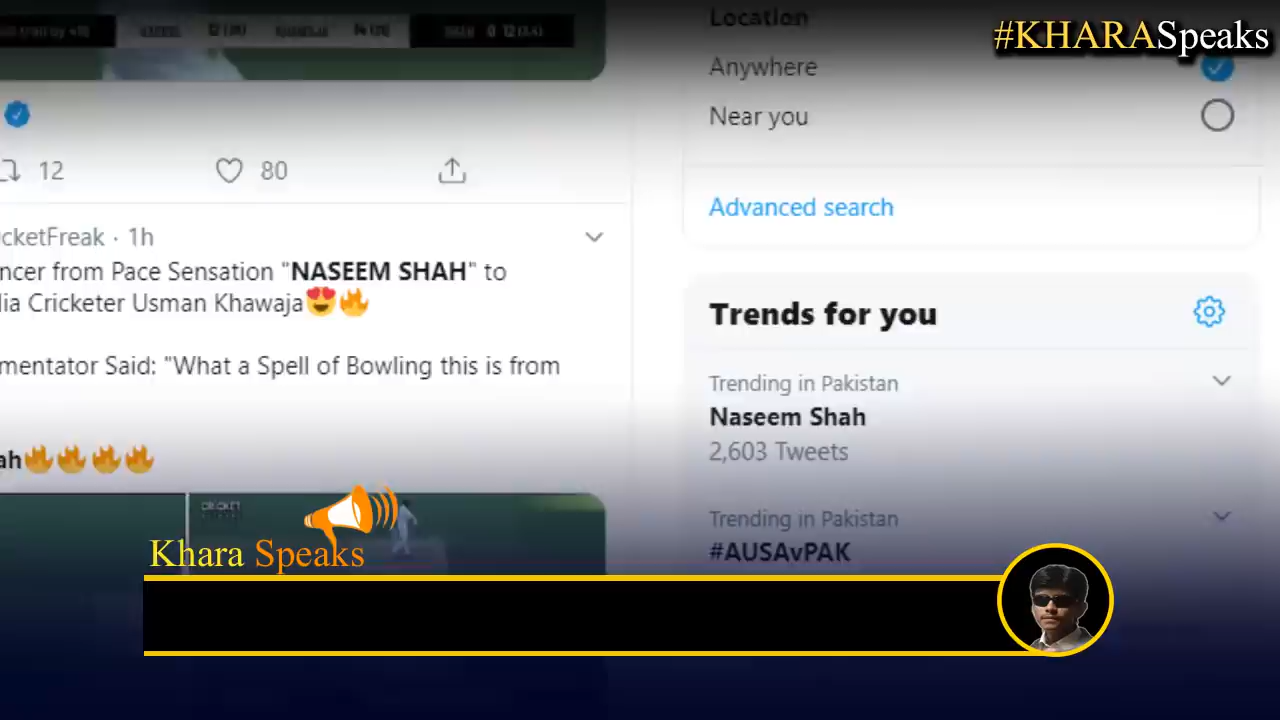 #KHARASpeaks
Location
Anywhere
Near you
12
80
Advanced search
cketFreak · 1h
ncer from Pace Sensation "NASEEM SHAH" to
lia Cricketer Usman Khawaja😍🔥
Trends for you
mentator Said: "What a Spell of Bowling this is from
Trending in Pakistan
Naseem Shah
2,603 Tweets
ah🔥🔥🔥🔥
CRICKET
Trending in Pakistan
#AUSAvPAK
Khara Speaks